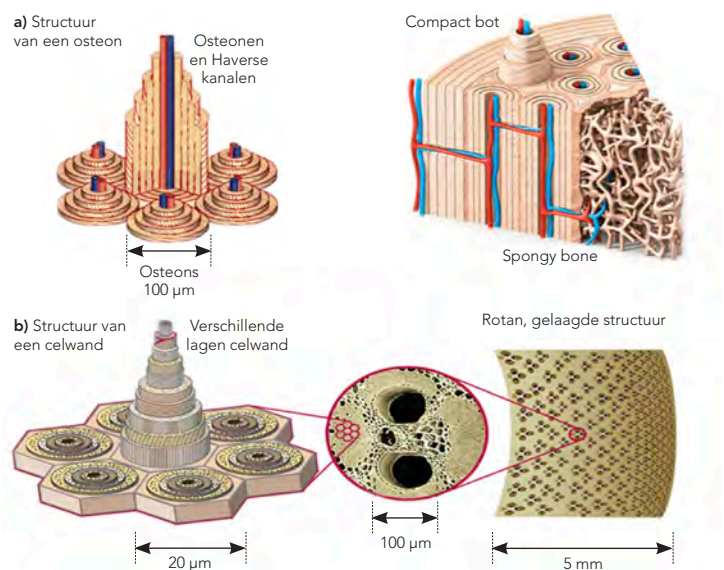 a) Structuur
van een osteon
Osteonen
en Haverse
kanalen
Osteons
100 µm
Compact bot
Spongy bone
b) Structuur van
een celwand
Verschillende
lagen celwand
20 µm
100 µm
Rotan, gelaagde structuur
5 mm